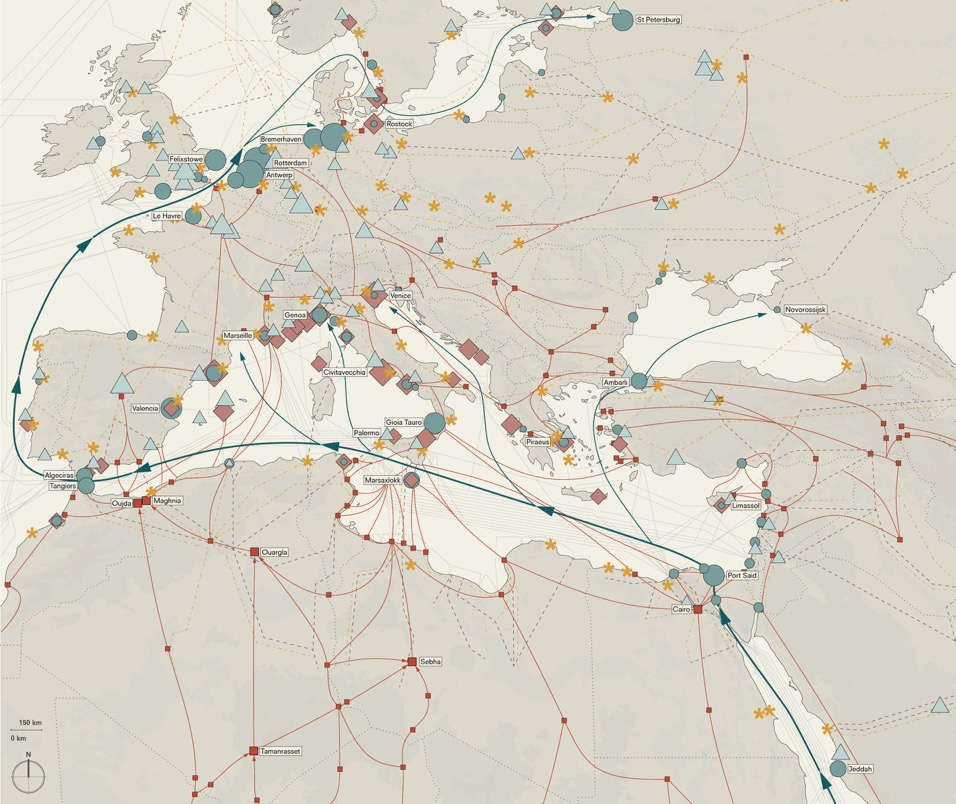 St Petersburg
Rostock
Bremerhaven
Felixstowe
Rotterdam
Antwerp
Le Havre
Venice
Genoa
Novorossijsk
Marseille
Civitavecchia
Ambarlı
Valencia
Gioia Tauro
Palermo
Piraeus
Algeciras
Marsaxlokk
Tangiers
Oujda
Maghnia
Limassol
Ouargla
Port Said
Cairo
Sebha
150 km
0 km
Tamanrasset
N
Jeddah